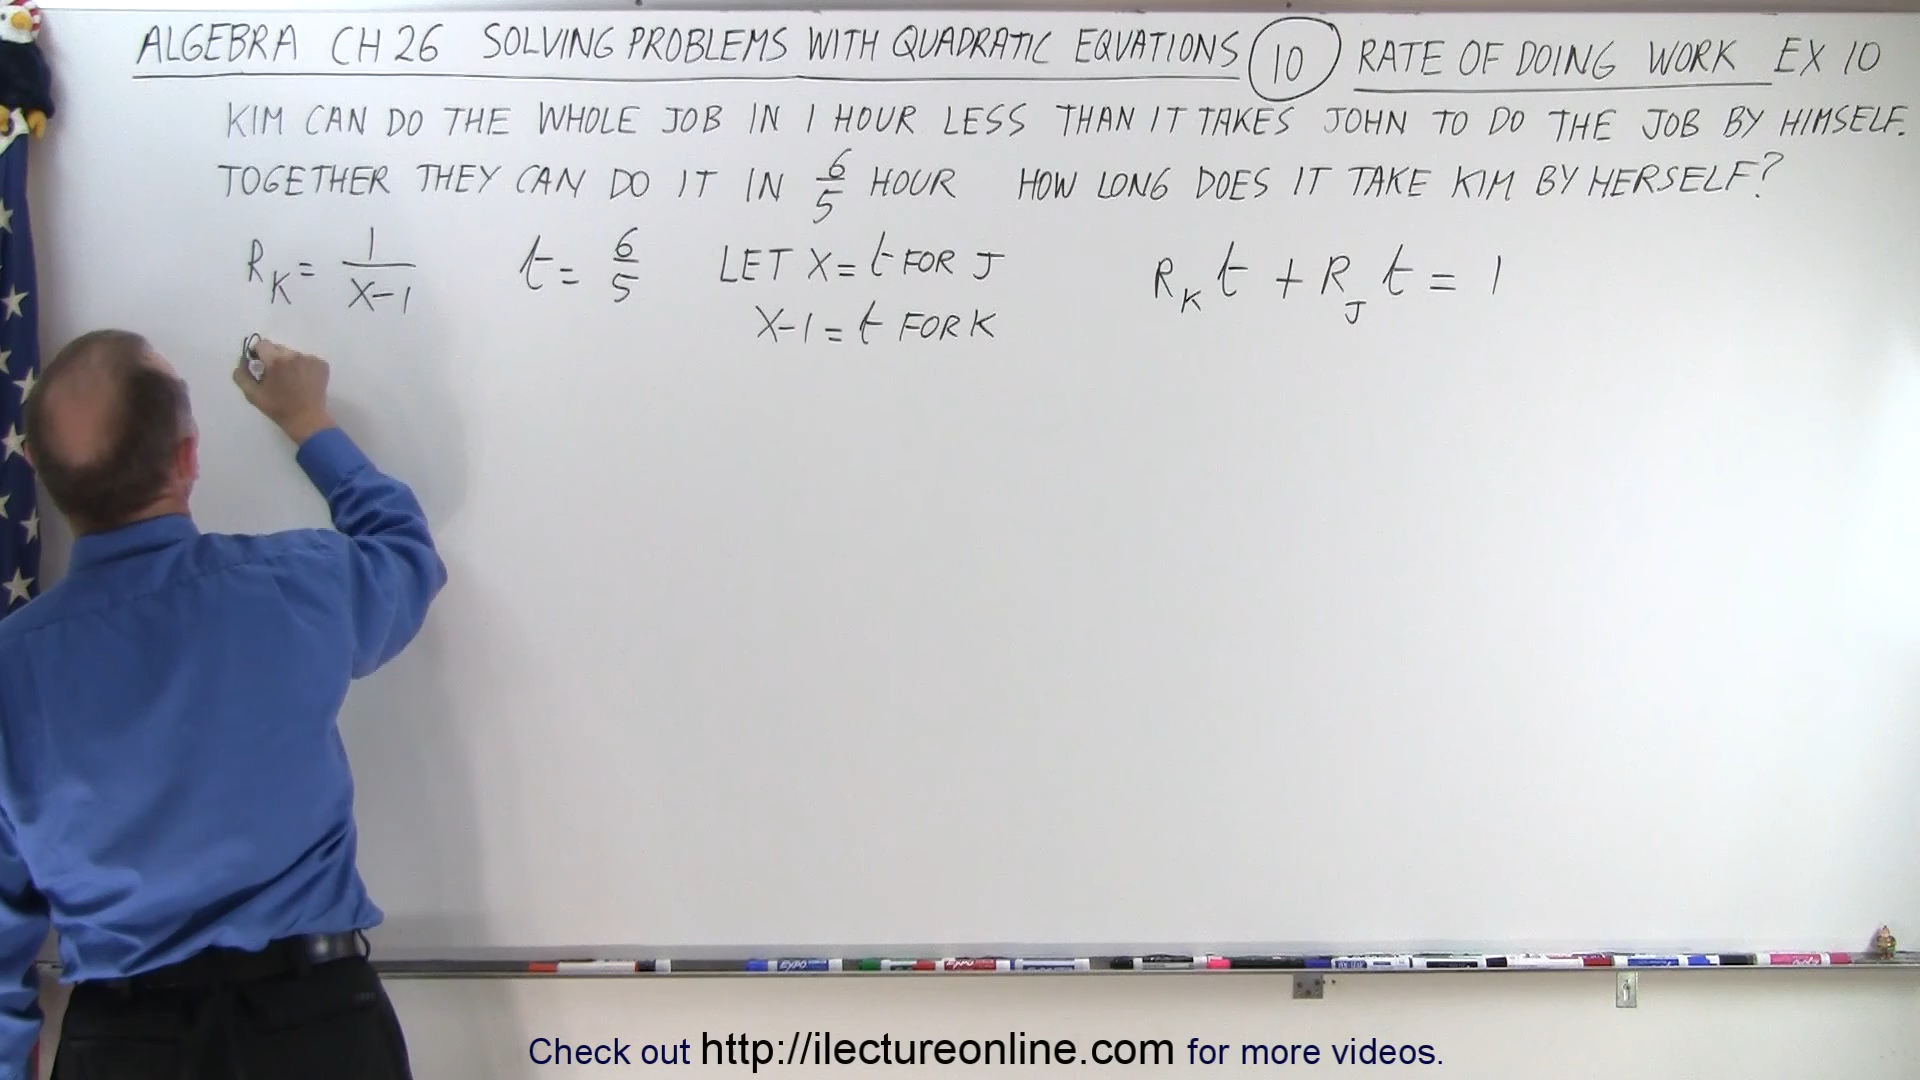 ALGEBRA CH 26 SOLVING PROBLEMS WITH QUADRATIC EQUATIONS 10 RATE OF DOING WORK EX 10
KIM CAN DO THE WHOLE JOB IN 1 HOUR LESS THAN IT TAKES JOHN TO DO THE JOB BY HIMSELF.
TOGETHER THEY CAN DO IT IN 6/5 HOUR HOW LONG DOES IT TAKE KIM BY HERSELF?
R_K = 1/(X-1) t = 6/5 LET X = t FOR J R_K t + R_J t = 1
X-1 = t FOR K
Check out http://ilectureonline.com for more videos.